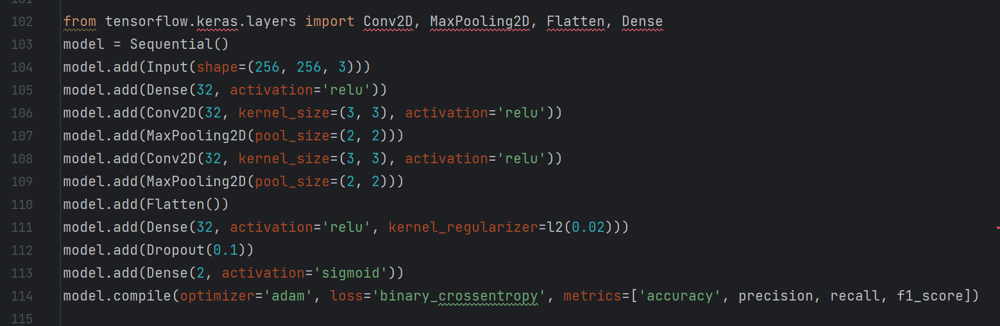 102 from tensorflow.keras.layers import Conv2D, MaxPooling2D, Flatten, Dense
103 model = Sequential()
104 model.add(Input(shape=(256, 256, 3)))
105 model.add(Dense(32, activation='relu'))
106 model.add(Conv2D(32, kernel_size=(3, 3), activation='relu'))
107 model.add(MaxPooling2D(pool_size=(2, 2)))
108 model.add(Conv2D(32, kernel_size=(3, 3), activation='relu'))
109 model.add(MaxPooling2D(pool_size=(2, 2)))
110 model.add(Flatten())
111 model.add(Dense(32, activation='relu', kernel_regularizer=l2(0.02)))
112 model.add(Dropout(0.1))
113 model.add(Dense(2, activation='sigmoid'))
114 model.compile(optimizer='adam', loss='binary_crossentropy', metrics=['accuracy', precision, recall, f1_score])
115